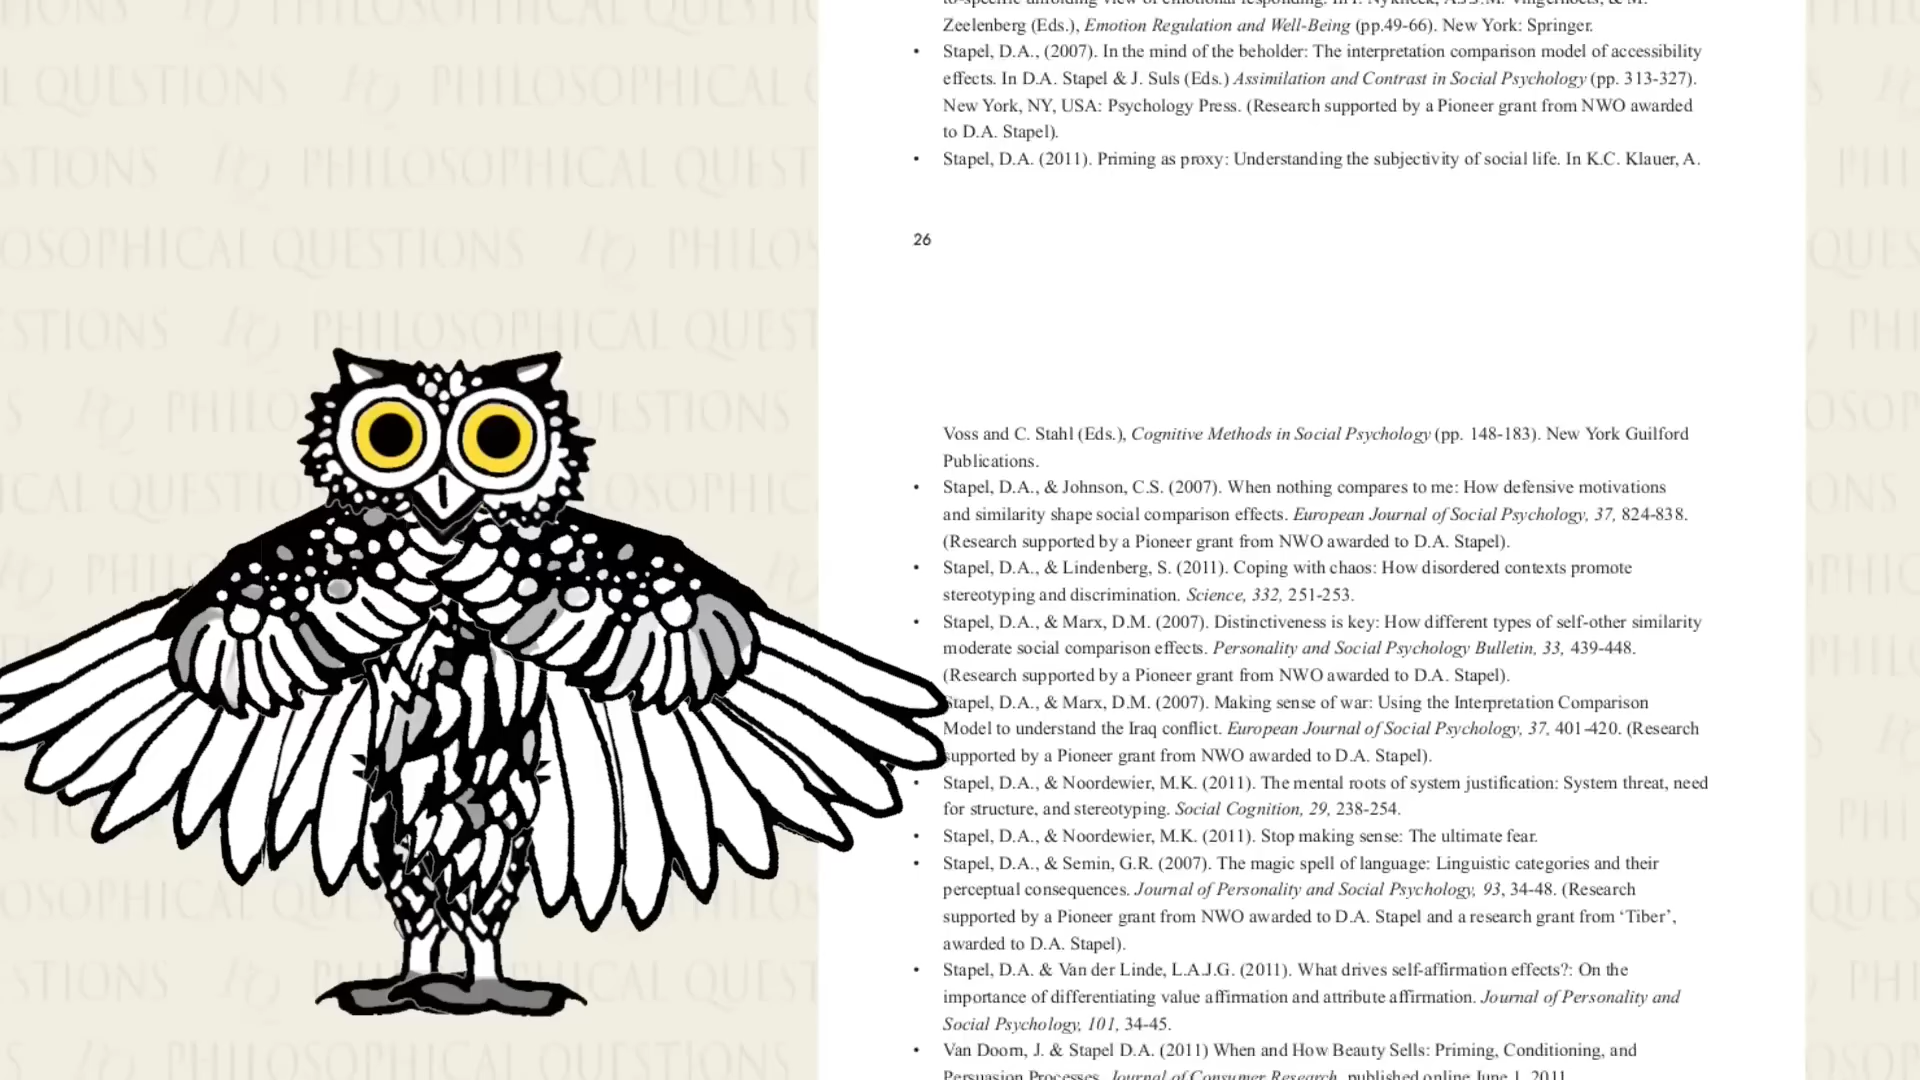 Zeelenberg (Eds.), Emotion Regulation and Well-Being (pp.49-66). New York: Springer.
• Stapel, D.A., (2007). In the mind of the beholder: The interpretation comparison model of accessibility
effects. In D.A. Stapel & J. Suls (Eds.) Assimilation and Contrast in Social Psychology (pp. 313-327).
New York, NY, USA: Psychology Press. (Research supported by a Pioneer grant from NWO awarded
to D.A. Stapel).
• Stapel, D.A. (2011). Priming as proxy: Understanding the subjectivity of social life. In K.C. Klauer, A.
26
Voss and C. Stahl (Eds.), Cognitive Methods in Social Psychology (pp. 148-183). New York Guilford
Publications.
• Stapel, D.A., & Johnson, C.S. (2007). When nothing compares to me: How defensive motivations
and similarity shape social comparison effects. European Journal of Social Psychology, 37, 824-838.
(Research supported by a Pioneer grant from NWO awarded to D.A. Stapel).
• Stapel, D.A., & Lindenberg, S. (2011). Coping with chaos: How disordered contexts promote
stereotyping and discrimination. Science, 332, 251-253.
• Stapel, D.A., & Marx, D.M. (2007). Distinctiveness is key: How different types of self-other similarity
moderate social comparison effects. Personality and Social Psychology Bulletin, 33, 439-448.
(Research supported by a Pioneer grant from NWO awarded to D.A. Stapel).
Stapel, D.A., & Marx, D.M. (2007). Making sense of war: Using the Interpretation Comparison
Model to understand the Iraq conflict. European Journal of Social Psychology, 37, 401-420. (Research
supported by a Pioneer grant from NWO awarded to D.A. Stapel).
• Stapel, D.A., & Noordewier, M.K. (2011). The mental roots of system justification: System threat, need
for structure, and stereotyping. Social Cognition, 29, 238-254.
• Stapel, D.A., & Noordewier, M.K. (2011). Stop making sense: The ultimate fear.
• Stapel, D.A., & Semin, G.R. (2007). The magic spell of language: Linguistic categories and their
perceptual consequences. Journal of Personality and Social Psychology, 93, 34-48. (Research
supported by a Pioneer grant from NWO awarded to D.A. Stapel and a research grant from ‘Tiber’,
awarded to D.A. Stapel).
• Stapel, D.A. & Van der Linde, L.A.J.G. (2011). What drives self-affirmation effects?: On the
importance of differentiating value affirmation and attribute affirmation. Journal of Personality and
Social Psychology, 101, 34-45.
• Van Doom, J. & Stapel D.A. (2011) When and How Beauty Sells: Priming, Conditioning, and
Persuasion Processes. Journal of Consumer Research, published online June 1, 2011